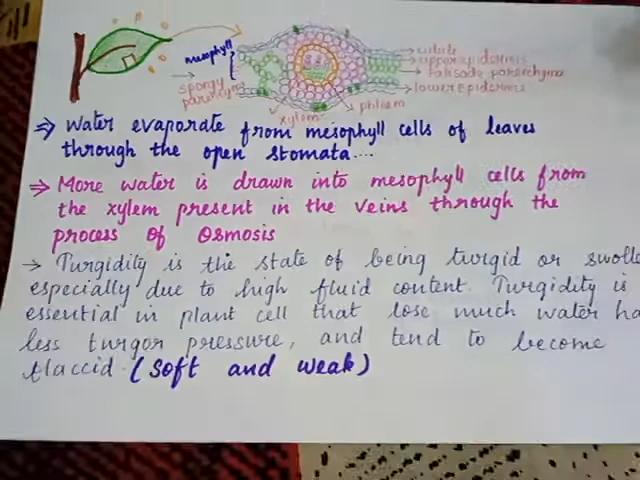 mesophyll
spongy
parenchyma
cuticle
upper epidermis
Palisade parenchyma
lower epidermis
phloem
xylem
⇒ Water evaporate from mesophyll cells of leaves
through the open stomata....
⇒ More water is drawn into mesophyll cells from
the xylem present in the veins through the
process of Osmosis
→ Turgidity is the state of being turgid or swolle
especially due to high fluid content. Turgidity is
essential in plant cell that lose much water ha
less turgor pressure, and tend to become
flaccid. (Soft and weak)